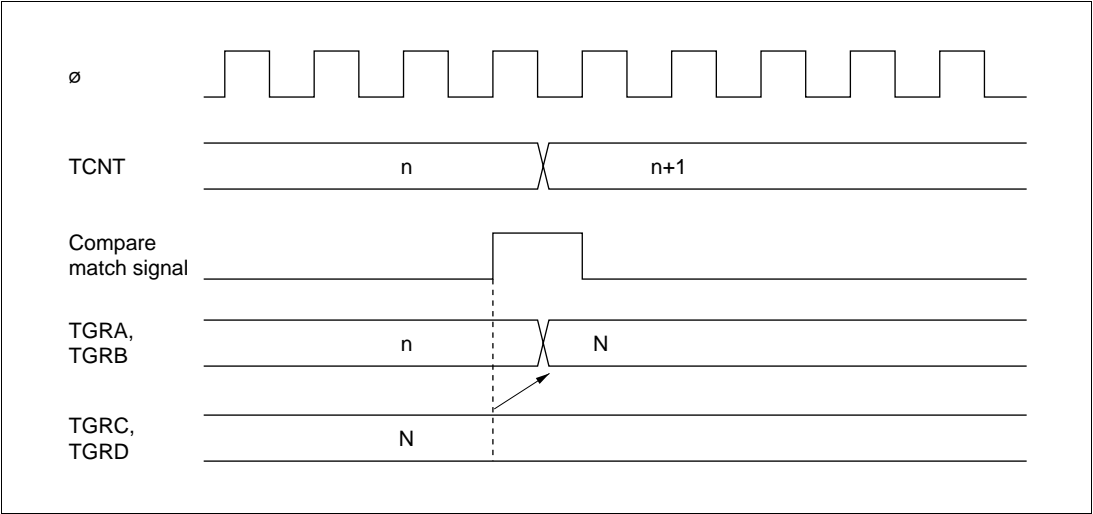 ø
TCNT
n
n+1
Compare
match signal
TGRA,
TGRB
n
N
TGRC,
TGRD
N